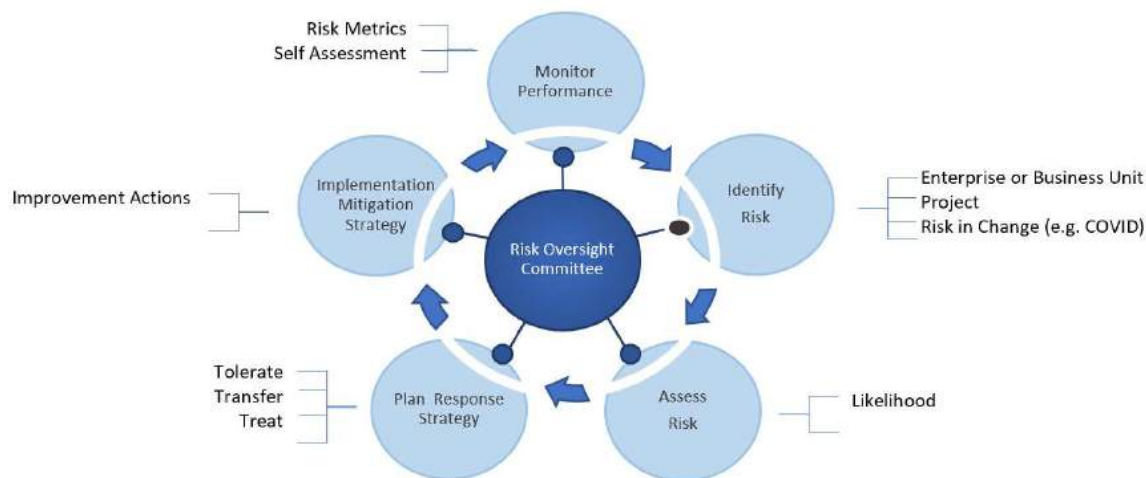 Risk Metrics
Self Assessment
Monitor
Performance
Implementation
Mitigation
Strategy
Improvement Actions
Identify
Risk
Enterprise or Business Unit
Project
Risk in Change (e.g. COVID)
Risk Oversight
Committee
Tolerate
Transfer
Treat
Plan Response
Strategy
Assess
Risk
Likelihood